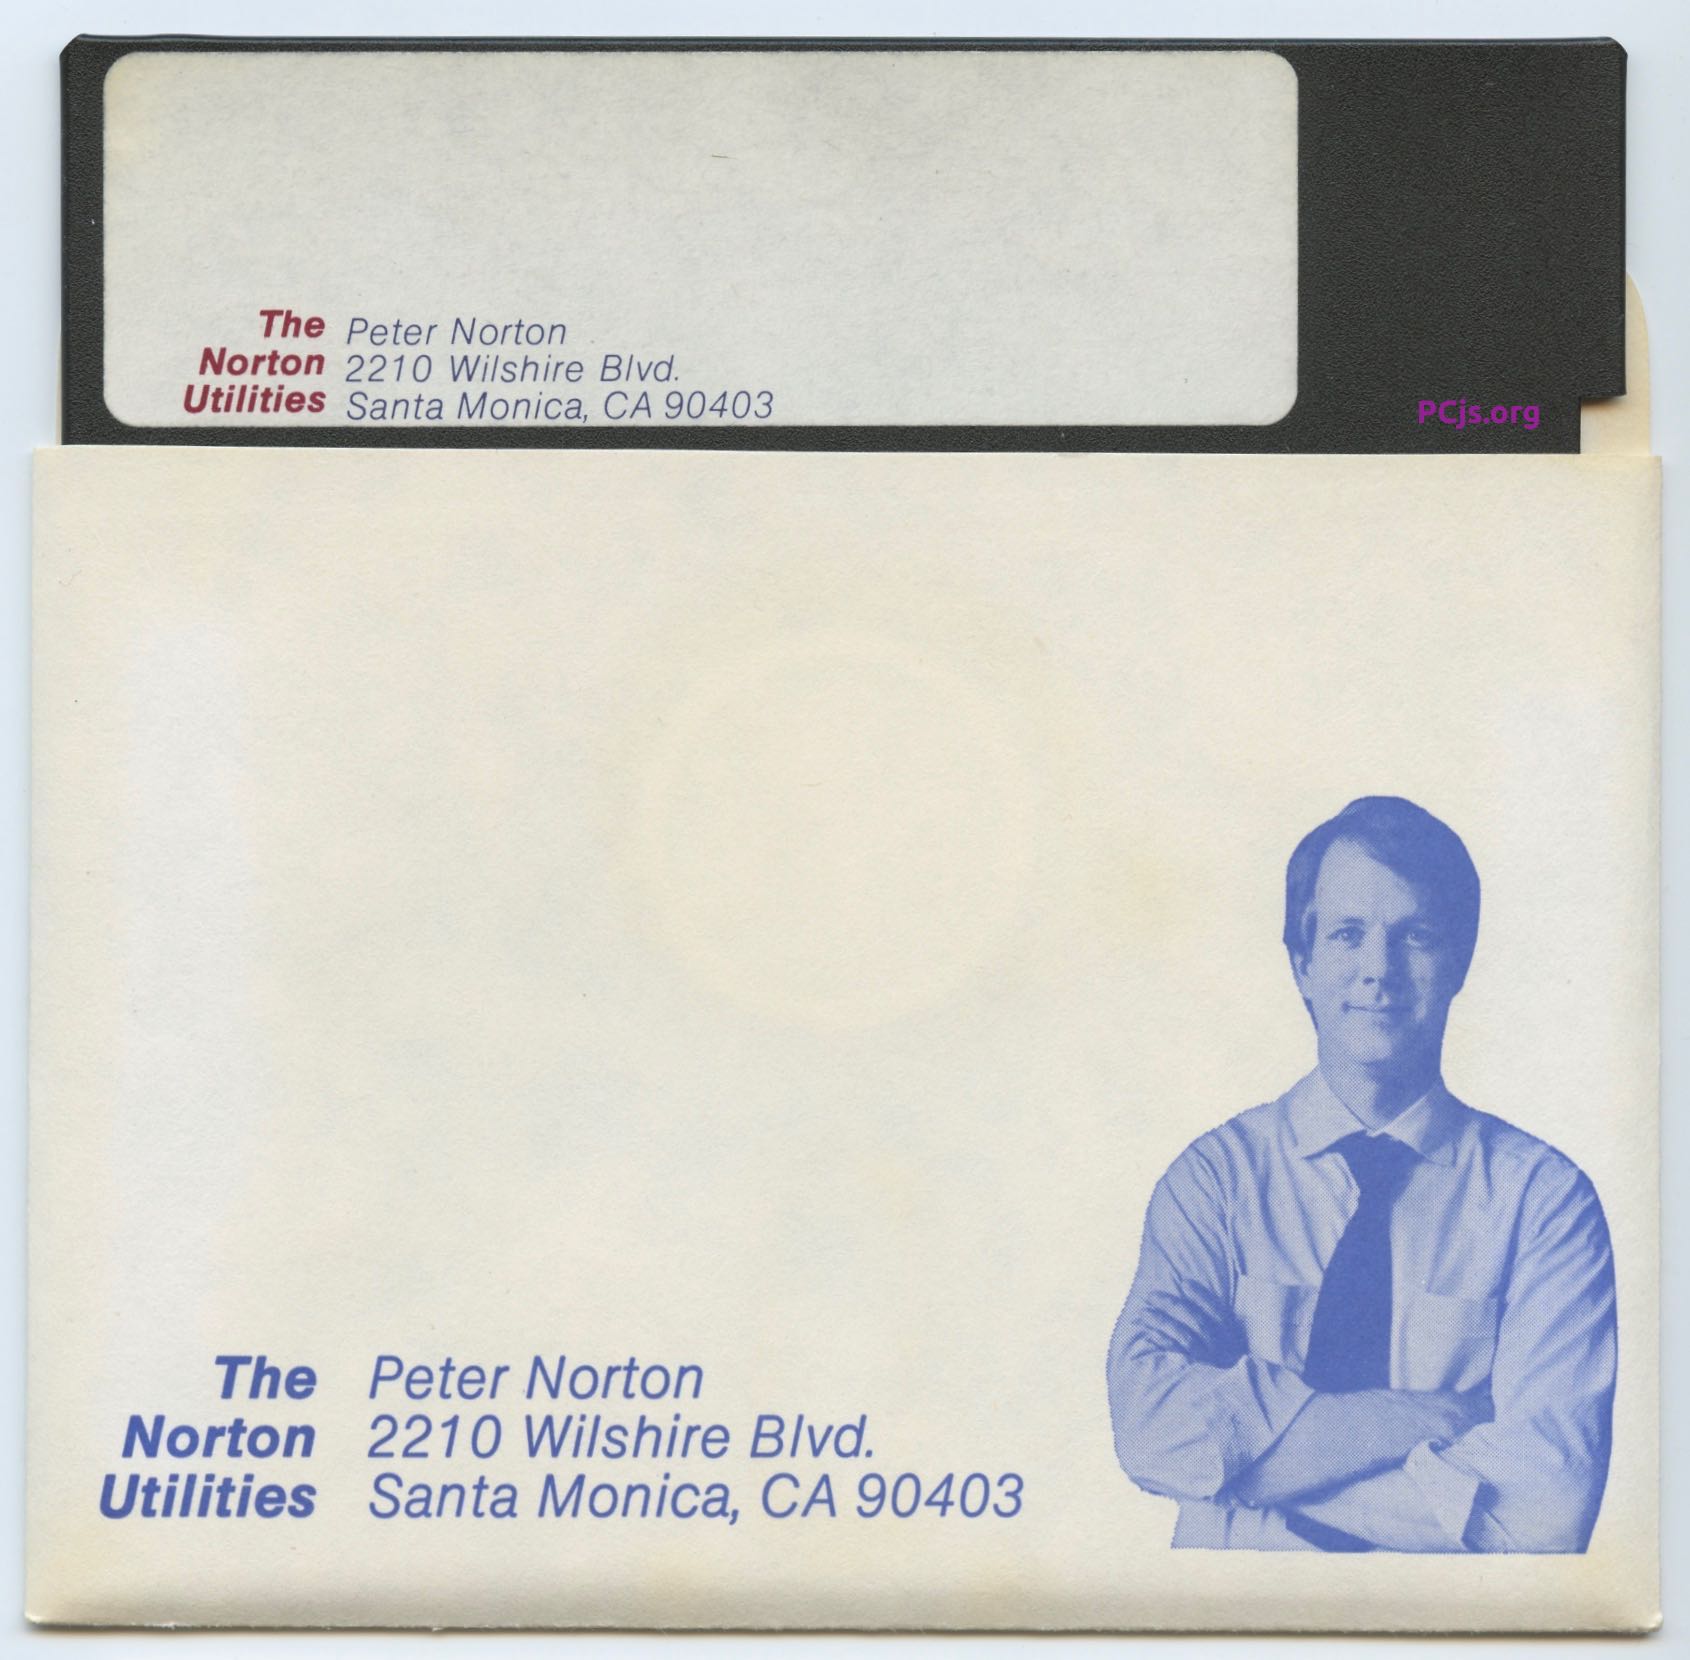 The Peter Norton
Norton 2210 Wilshire Blvd.
Utilities Santa Monica, CA 90403
PCjs.org
The Peter Norton
Norton 2210 Wilshire Blvd.
Utilities Santa Monica, CA 90403